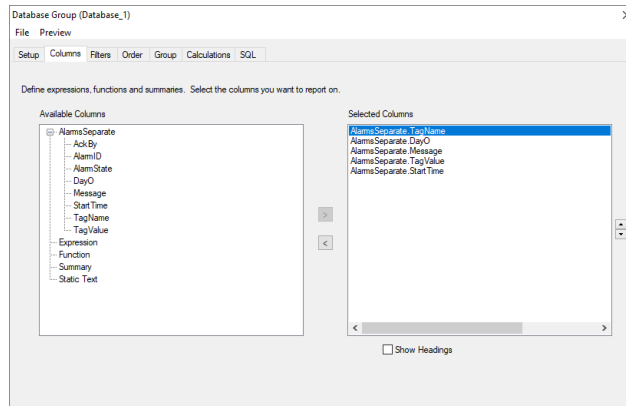 Database Group (Database_1)
File Preview
Setup Columns Filters Order Group Calculations SQL
Define expressions, functions and summaries. Select the columns you want to report on.
Available Columns
AlarmsSeparate
AckBy
AlarmID
AlarmState
DayO
Message
StartTime
TagName
TagValue
Expression
Function
Summary
Static Text
>
<
Selected Columns
AlarmsSeparate.TagName
AlarmsSeparate.DayO
AlarmsSeparate.Message
AlarmsSeparate.TagValue
AlarmsSeparate.StartTime
Show Headings